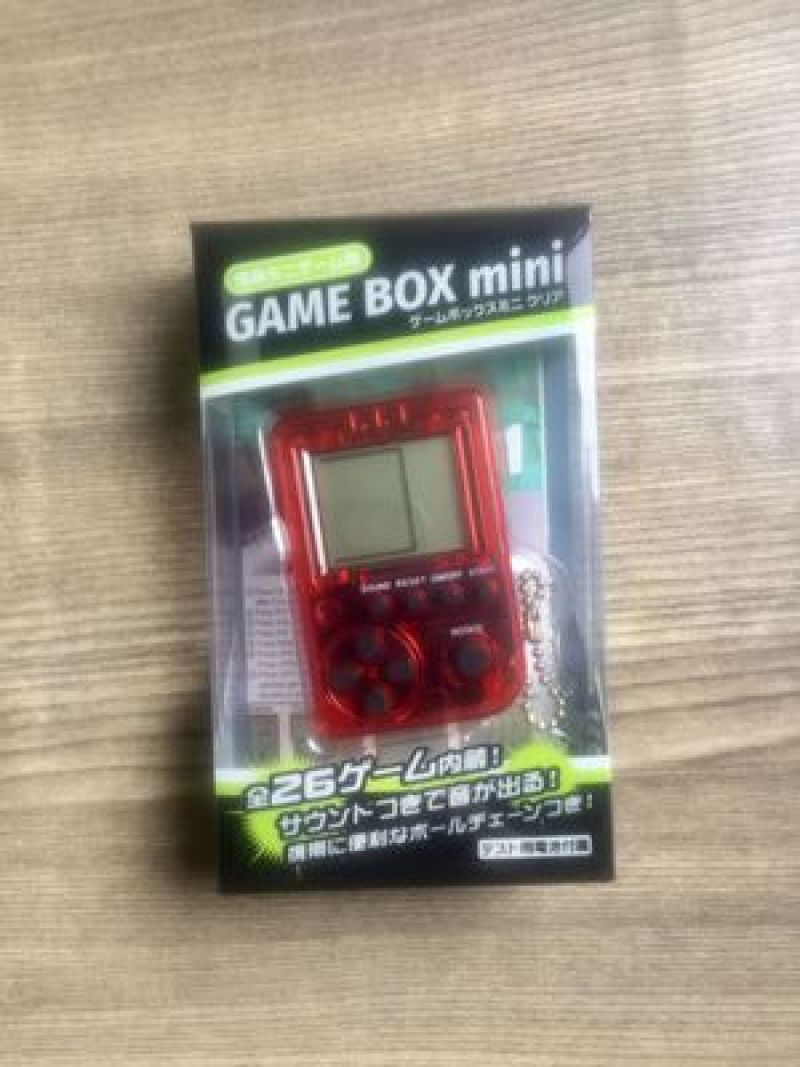 GAME BOX mini
ゲームボックスミニ クリア
SOUND RESET ON/OFF START
ROTATE
全26ゲーム内蔵!
サウンドつきで音が出る!
携帯に便利なボールチェーンつき!
テスト用電池付属